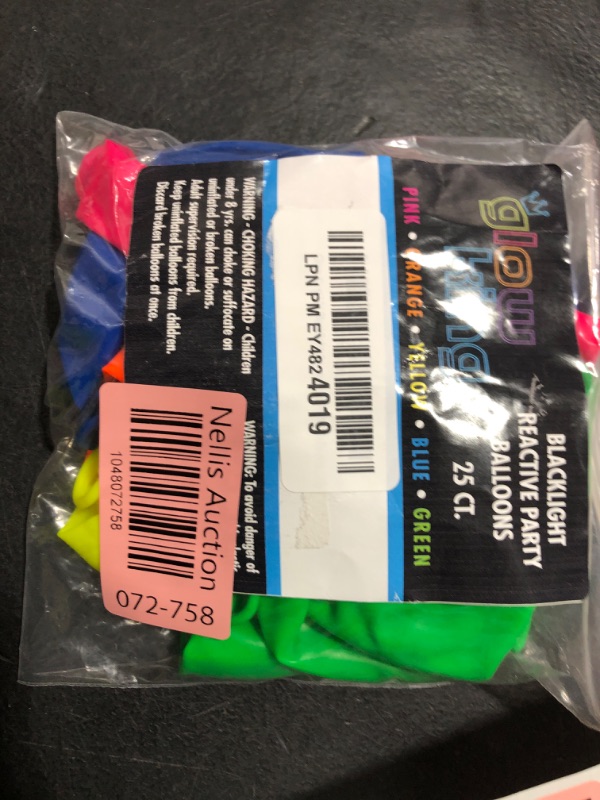 glow
king
BLACKLIGHT
REACTIVE PARTY
BALLOONS
25 CT.
PINK • ORANGE • YELLOW • BLUE • GREEN
LPN PM EY4824019
WARNING - CHOKING HAZARD - Children
under 8 yrs. can choke or suffocate on
uninflated or broken balloons.
Adult supervision required.
Keep uninflated balloons from children.
Discard broken balloons at once.
WARNING: To avoid danger of
Nellis Auction
1048072758
072-758